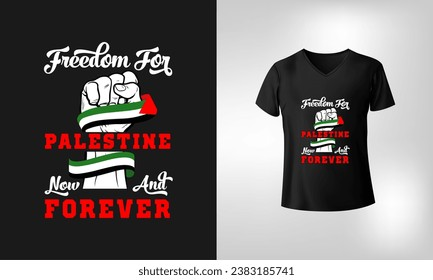 Freedom For
PALESTINE
Now And
FOREVER
Freedom For
PALESTINE
Now And
FOREVER
shutterstock.com · 2383185741